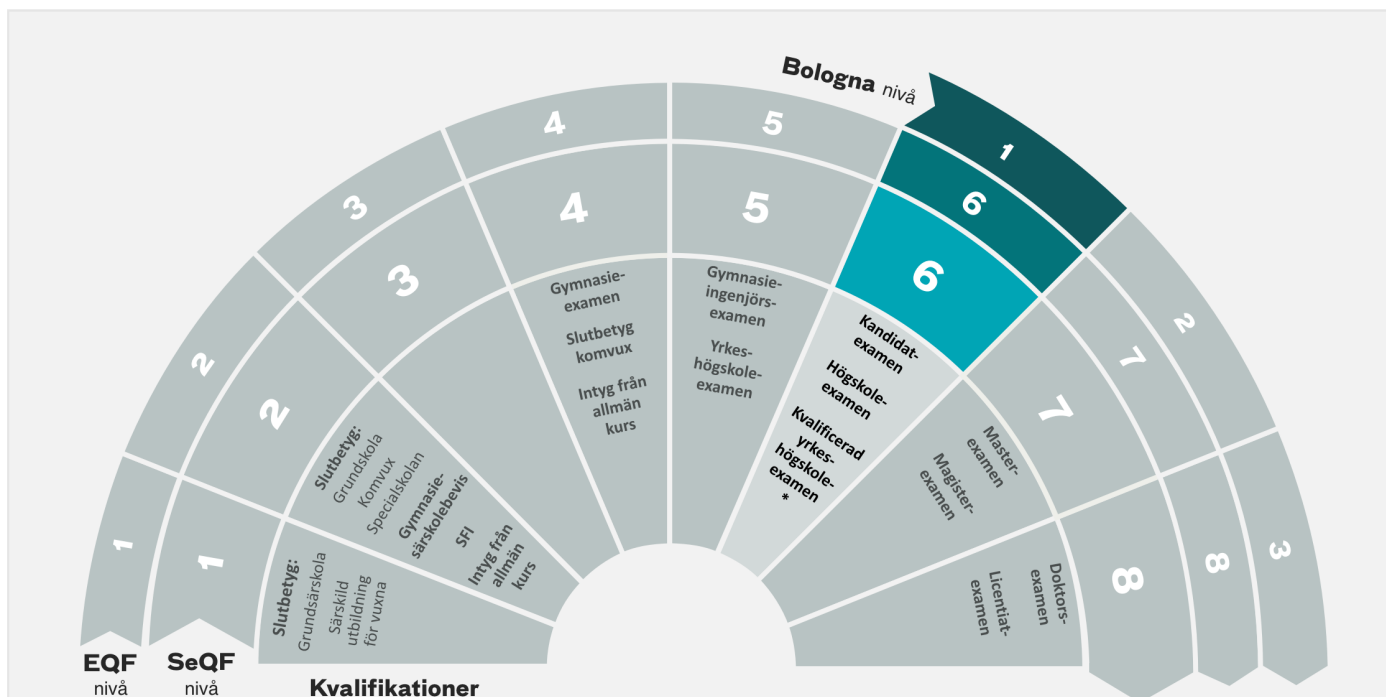 Bologna nivå
1
2
3
1
2
3
4
5
6
7
8
1
2
3
4
5
6
7
8
Slutbetyg:
Grundsärskola
Särskild
utbildning
för vuxna
Slutbetyg:
Grundskola
Komvux
Specialskolan
Gymnasie-
särskolebevis
SFI
Intyg från
allmän
kurs
Gymnasie-
examen
Slutbetyg
komvux
Intyg från
allmän
kurs
Gymnasie-
ingenjörs-
examen
Yrkes-
högskole-
examen
Kandidat-
examen
Högskole-
examen
Kvalificerad
yrkes-
högskole-
examen
*
Master-
examen
Magister-
examen
Doktors-
examen
Licentiat-
examen
EQF
nivå
SeQF
nivå
Kvalifikationer